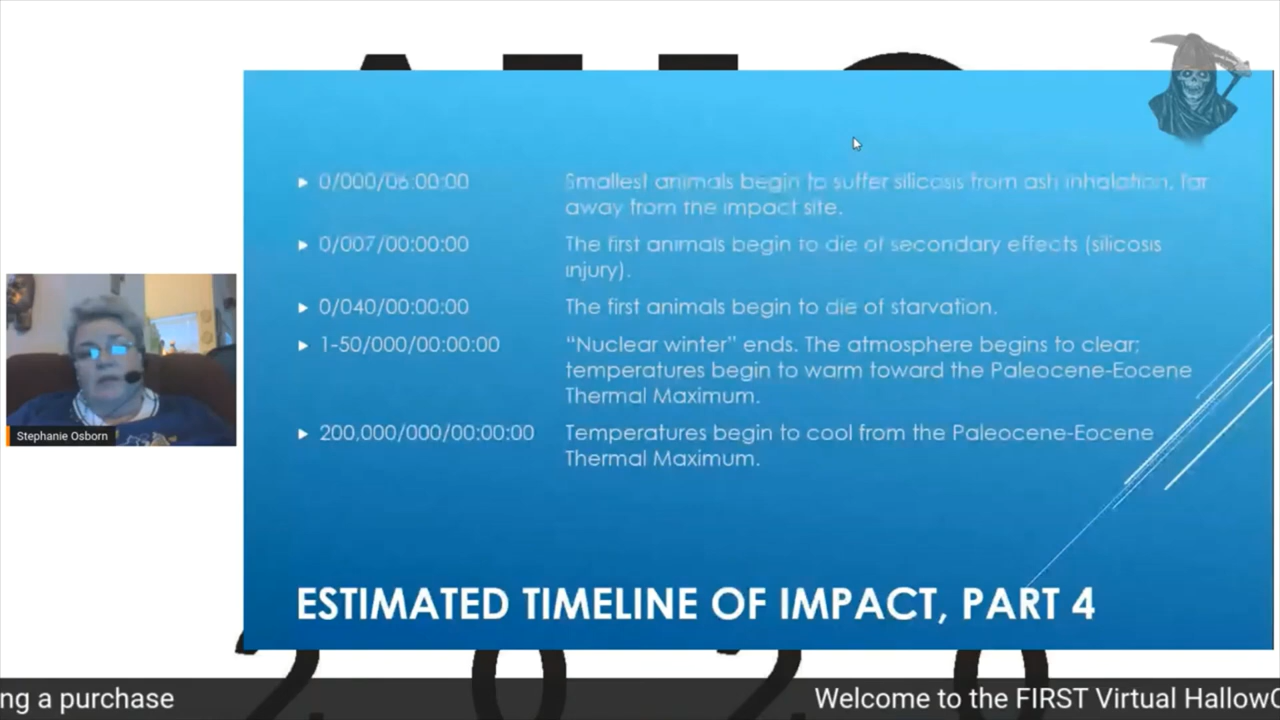 0/000/06:00:00 Smallest animals begin to suffer silicosis from ash inhalation, far
away from the impact site.
0/007/00:00:00 The first animals begin to die of secondary effects (silicosis
injury).
0/040/00:00:00 The first animals begin to die of starvation.
1-50/000/00:00:00 “Nuclear winter” ends. The atmosphere begins to clear;
temperatures begin to warm toward the Paleocene-Eocene
Thermal Maximum.
200,000/000/00:00:00 Temperatures begin to cool from the Paleocene-Eocene
Thermal Maximum.
Stephanie Osborn
ESTIMATED TIMELINE OF IMPACT, PART 4
2020
ng a purchase
Welcome to the FIRST Virtual HallowC